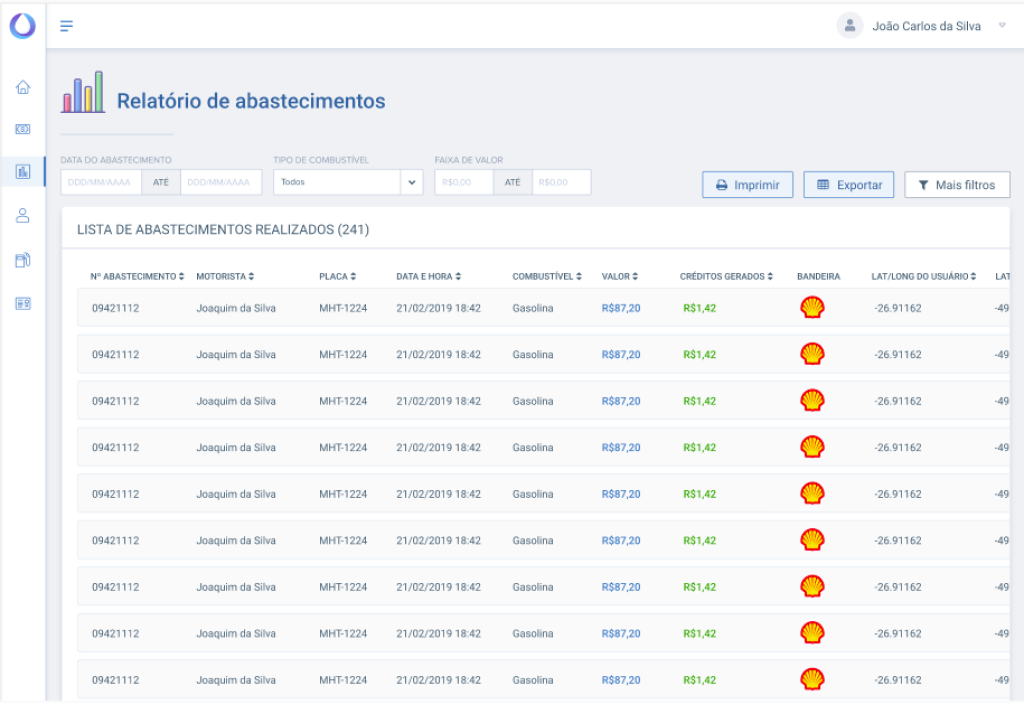 João Carlos da Silva
Relatório de abastecimentos
DATA DO ABASTECIMENTO TIPO DE COMBUSTÍVEL FAIXA DE VALOR
DDD/MM/AAAA ATÉ DDD/MM/AAAA Todos R$0,00 ATÉ R$0,00 Imprimir Exportar Mais filtros
LISTA DE ABASTECIMENTOS REALIZADOS (241)
Nº ABASTECIMENTO MOTORISTA PLACA DATA E HORA COMBUSTÍVEL VALOR CRÉDITOS GERADOS BANDEIRA LAT/LONG DO USUÁRIO LAT
09421112 Joaquim da Silva MHT-1224 21/02/2019 18:42 Gasolina R$87,20 R$1,42 -26.91162 -49
09421112 Joaquim da Silva MHT-1224 21/02/2019 18:42 Gasolina R$87,20 R$1,42 -26.91162 -49
09421112 Joaquim da Silva MHT-1224 21/02/2019 18:42 Gasolina R$87,20 R$1,42 -26.91162 -49
09421112 Joaquim da Silva MHT-1224 21/02/2019 18:42 Gasolina R$87,20 R$1,42 -26.91162 -49
09421112 Joaquim da Silva MHT-1224 21/02/2019 18:42 Gasolina R$87,20 R$1,42 -26.91162 -49
09421112 Joaquim da Silva MHT-1224 21/02/2019 18:42 Gasolina R$87,20 R$1,42 -26.91162 -49
09421112 Joaquim da Silva MHT-1224 21/02/2019 18:42 Gasolina R$87,20 R$1,42 -26.91162 -49
09421112 Joaquim da Silva MHT-1224 21/02/2019 18:42 Gasolina R$87,20 R$1,42 -26.91162 -49
09421112 Joaquim da Silva MHT-1224 21/02/2019 18:42 Gasolina R$87,20 R$1,42 -26.91162 -49